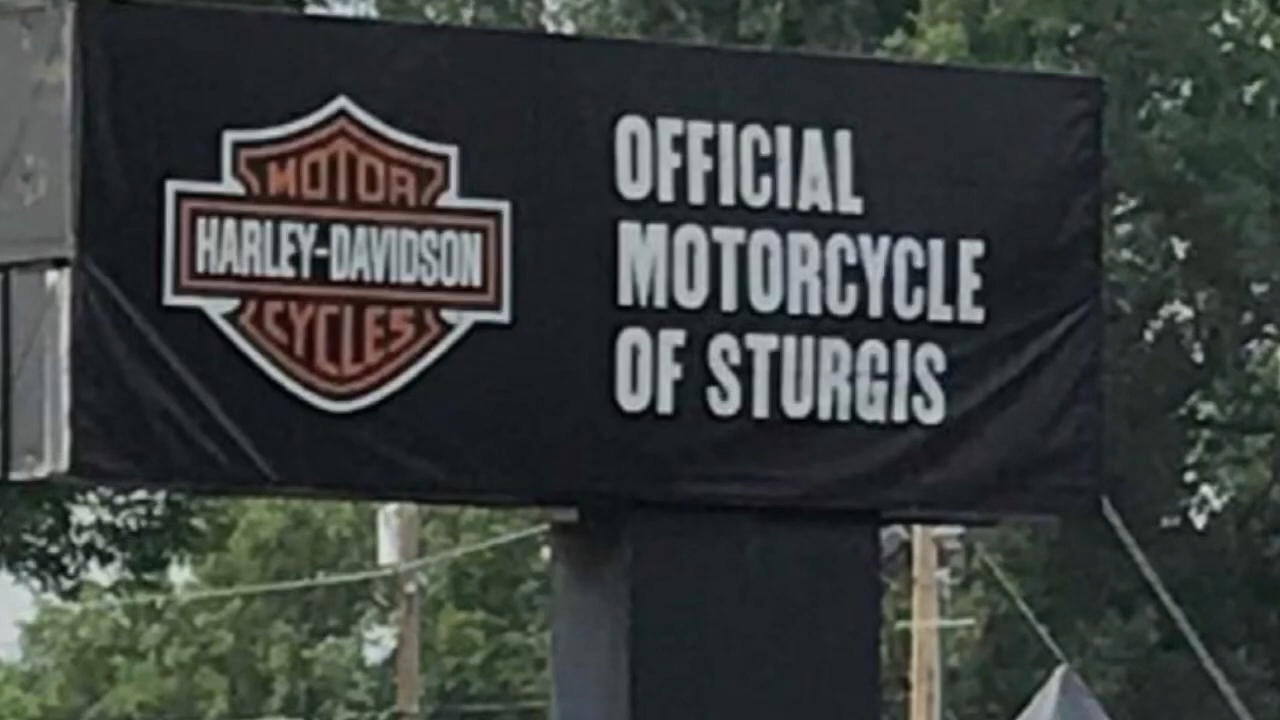 MOTOR
HARLEY-DAVIDSON
CYCLES
OFFICIAL
MOTORCYCLE
OF STURGIS